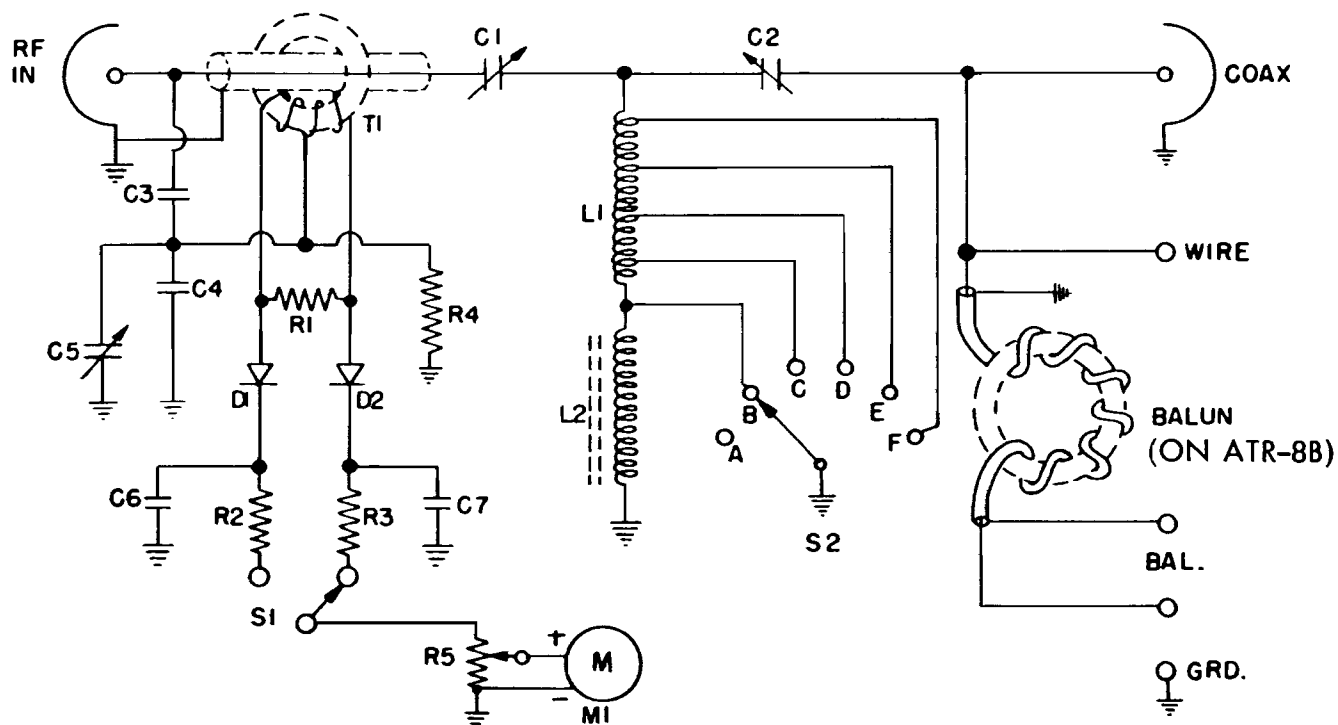 RF
IN
C1
C2
COAX
T1
C3
L1
WIRE
C4
R1
R4
C5
D1
D2
L2
B
C
D
E
F
A
BALUN
(ON ATR-8B)
C6
R2
R3
C7
S2
BAL.
S1
R5
+
M
-
M1
GRD.